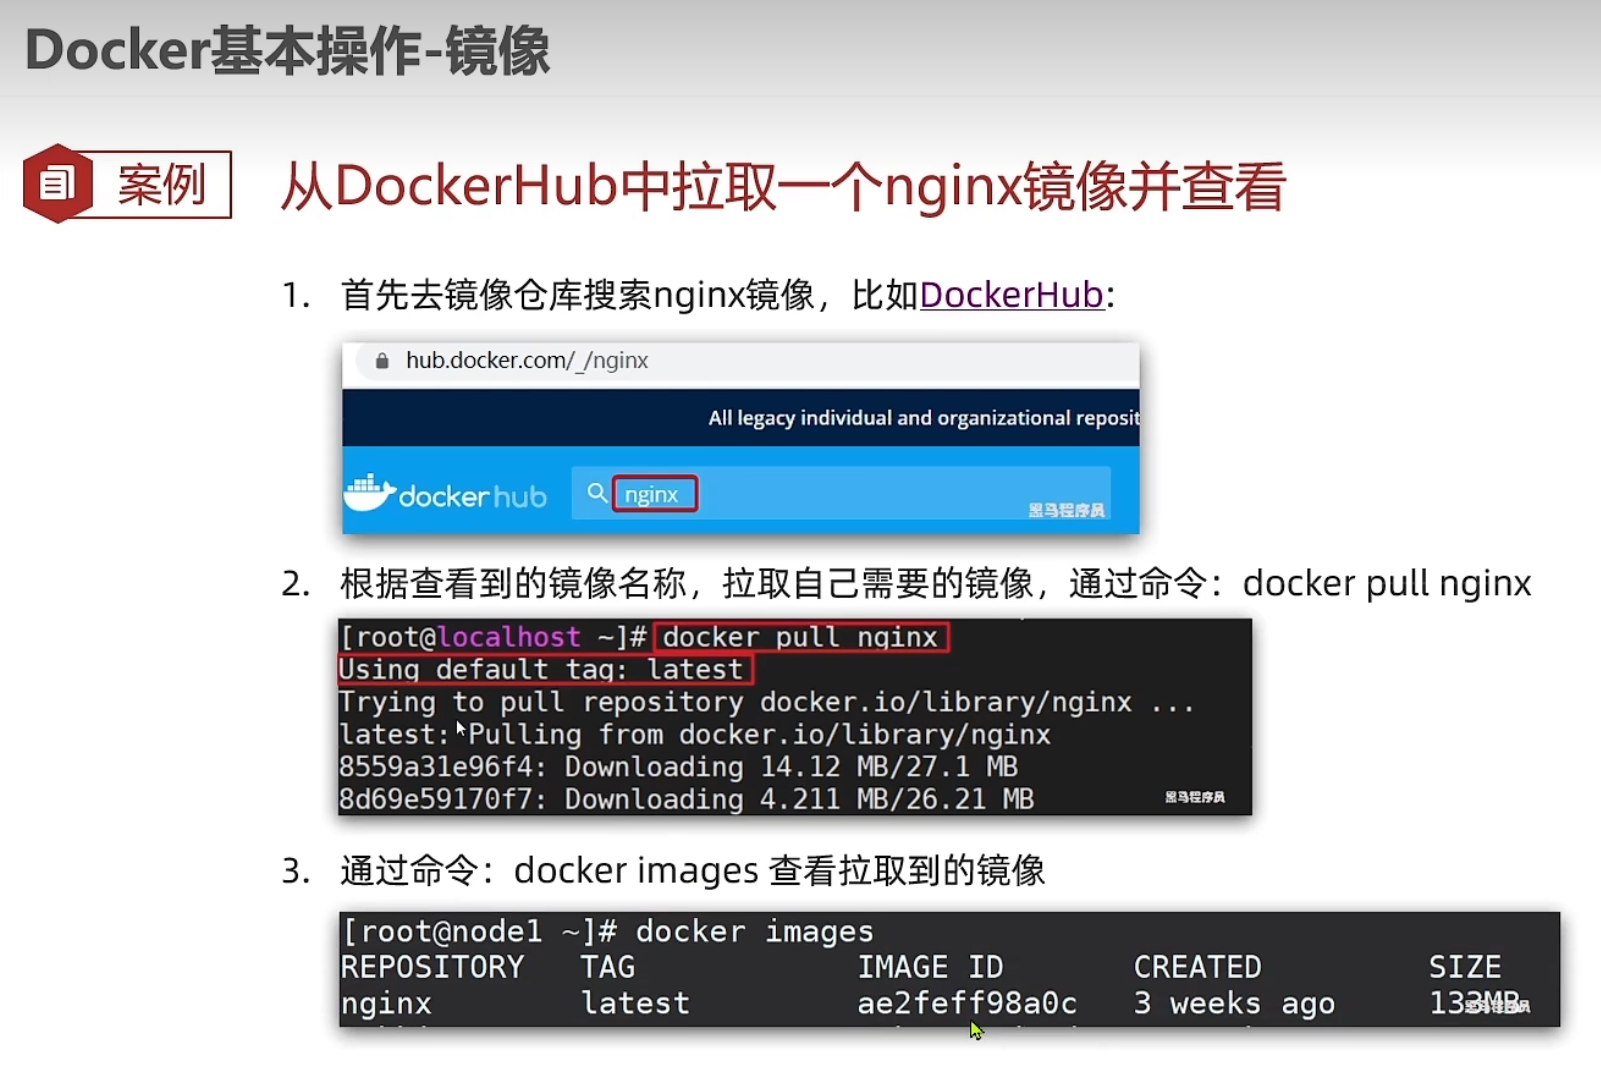 Docker基本操作-镜像
案例
从DockerHub中拉取一个nginx镜像并查看
1. 首先去镜像仓库搜索nginx镜像，比如DockerHub:
hub.docker.com/_/nginx
All legacy individual and organizational reposit
dockerhub
nginx
黑马程序员
2. 根据查看到的镜像名称，拉取自己需要的镜像，通过命令：docker pull nginx
[root@localhost ~]# docker pull nginx
Using default tag: latest
Trying to pull repository docker.io/library/nginx ...
latest: Pulling from docker.io/library/nginx
8559a31e96f4: Downloading 14.12 MB/27.1 MB
8d69e59170f7: Downloading 4.211 MB/26.21 MB
黑马程序员
3. 通过命令：docker images 查看拉取到的镜像
[root@node1 ~]# docker images
REPOSITORY TAG IMAGE ID CREATED SIZE
nginx latest ae2feff98a0c 3 weeks ago 133MB
黑马程序员